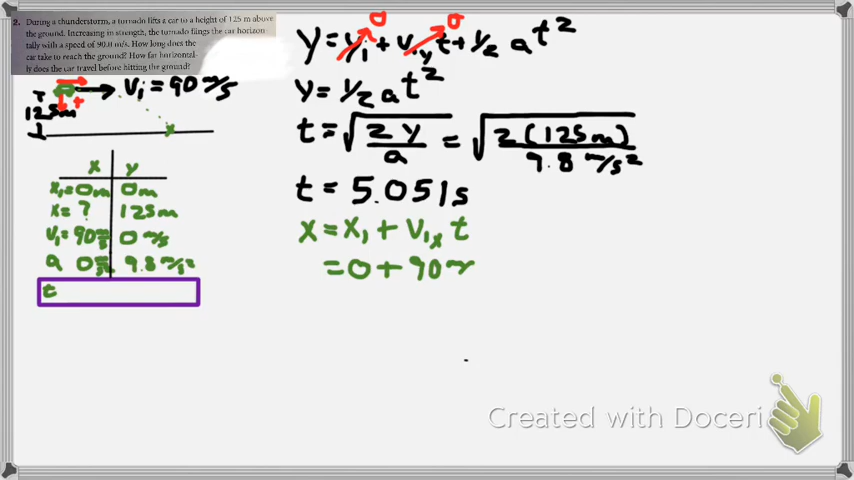 2. During a thunderstorm, a tornado lifts a car to a height of 125 m above
the ground. Increasing in strength, the tornado flings the car horizon
tally with a speed of 90.0 m/s. How long does the
car take to reach the ground? How far horizontal-
ly does the car travel before hitting the ground?
V₁ = 90 m/s
+
125m
x
x y
x₁ = 0m 0m
x = ? 125m
V₁ = 90 m/s 0 m/s
a 0 m/s² 9.8 m/s²
t
0 0
y = y₁ + V₁y t + 1/2 at²
y = 1/2 at²
t = √(2y/a) = √(2(125m)/9.8 m/s²)
t = 5.051s
x = x₁ + V₁x t
= 0 + 90 m
Created with Doceri